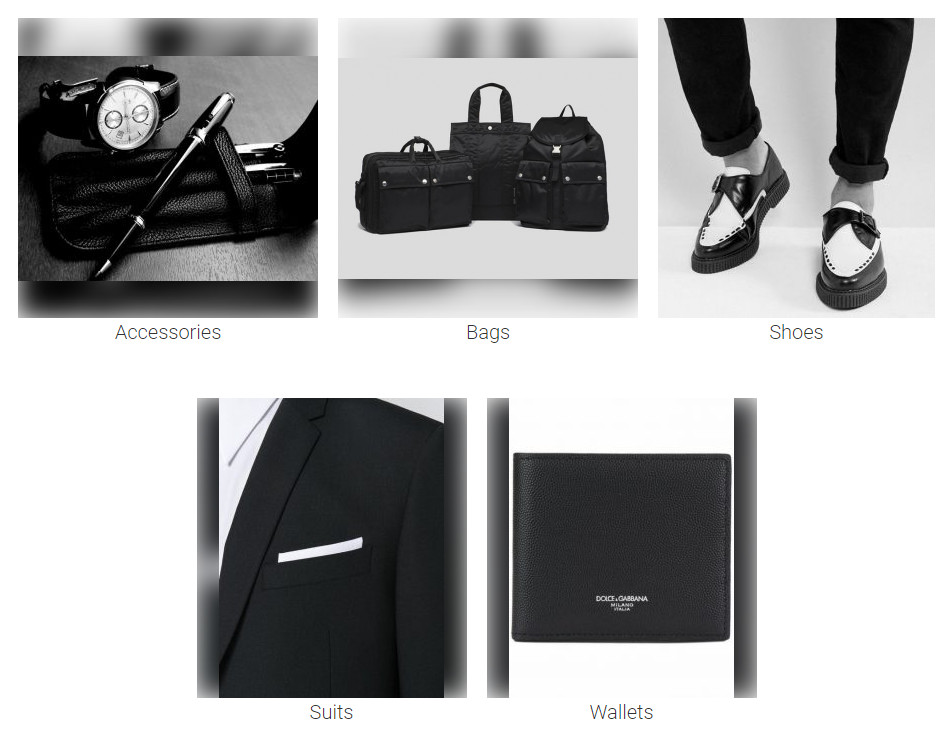 Accessories
Bags
Shoes
DOLCE & GABBANA
MILANO
ITALIA
Suits
Wallets